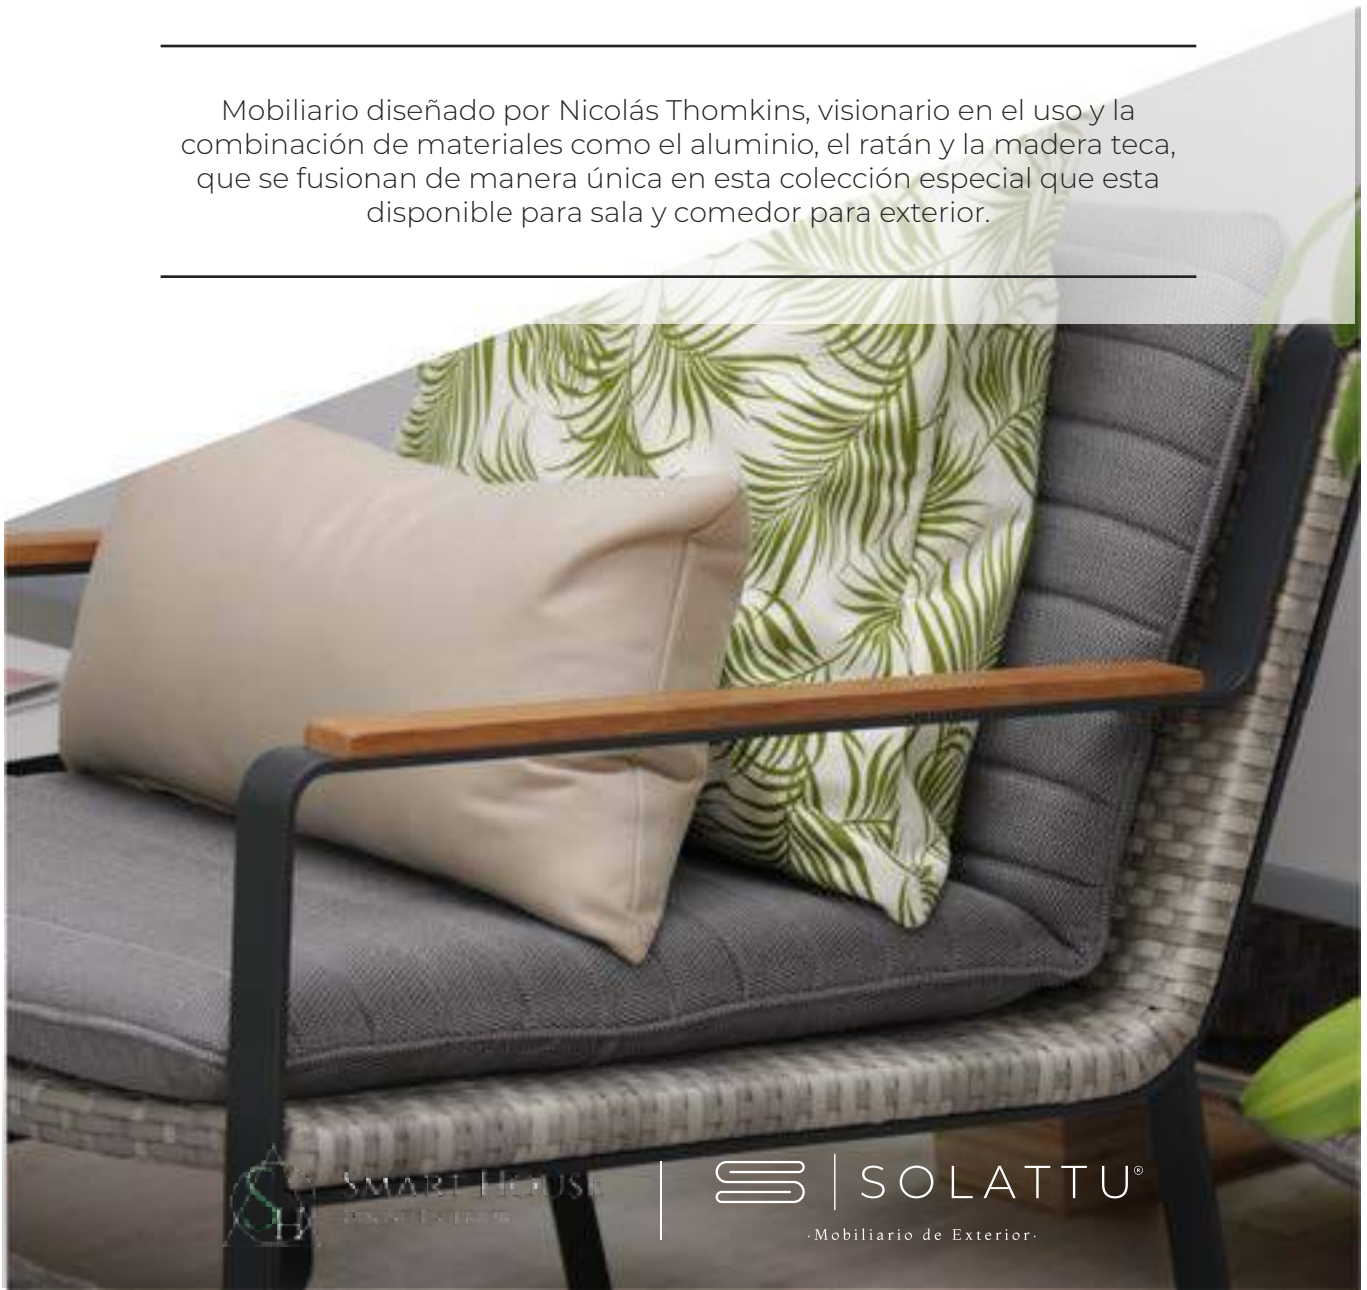 Mobiliario diseñado por Nicolás Thomkins, visionario en el uso y la
combinación de materiales como el aluminio, el ratán y la madera teca,
que se fusionan de manera única en esta colección especial que esta
disponible para sala y comedor para exterior.
SMART HOUSE
SOLATTU®
·Mobiliario de Exterior·